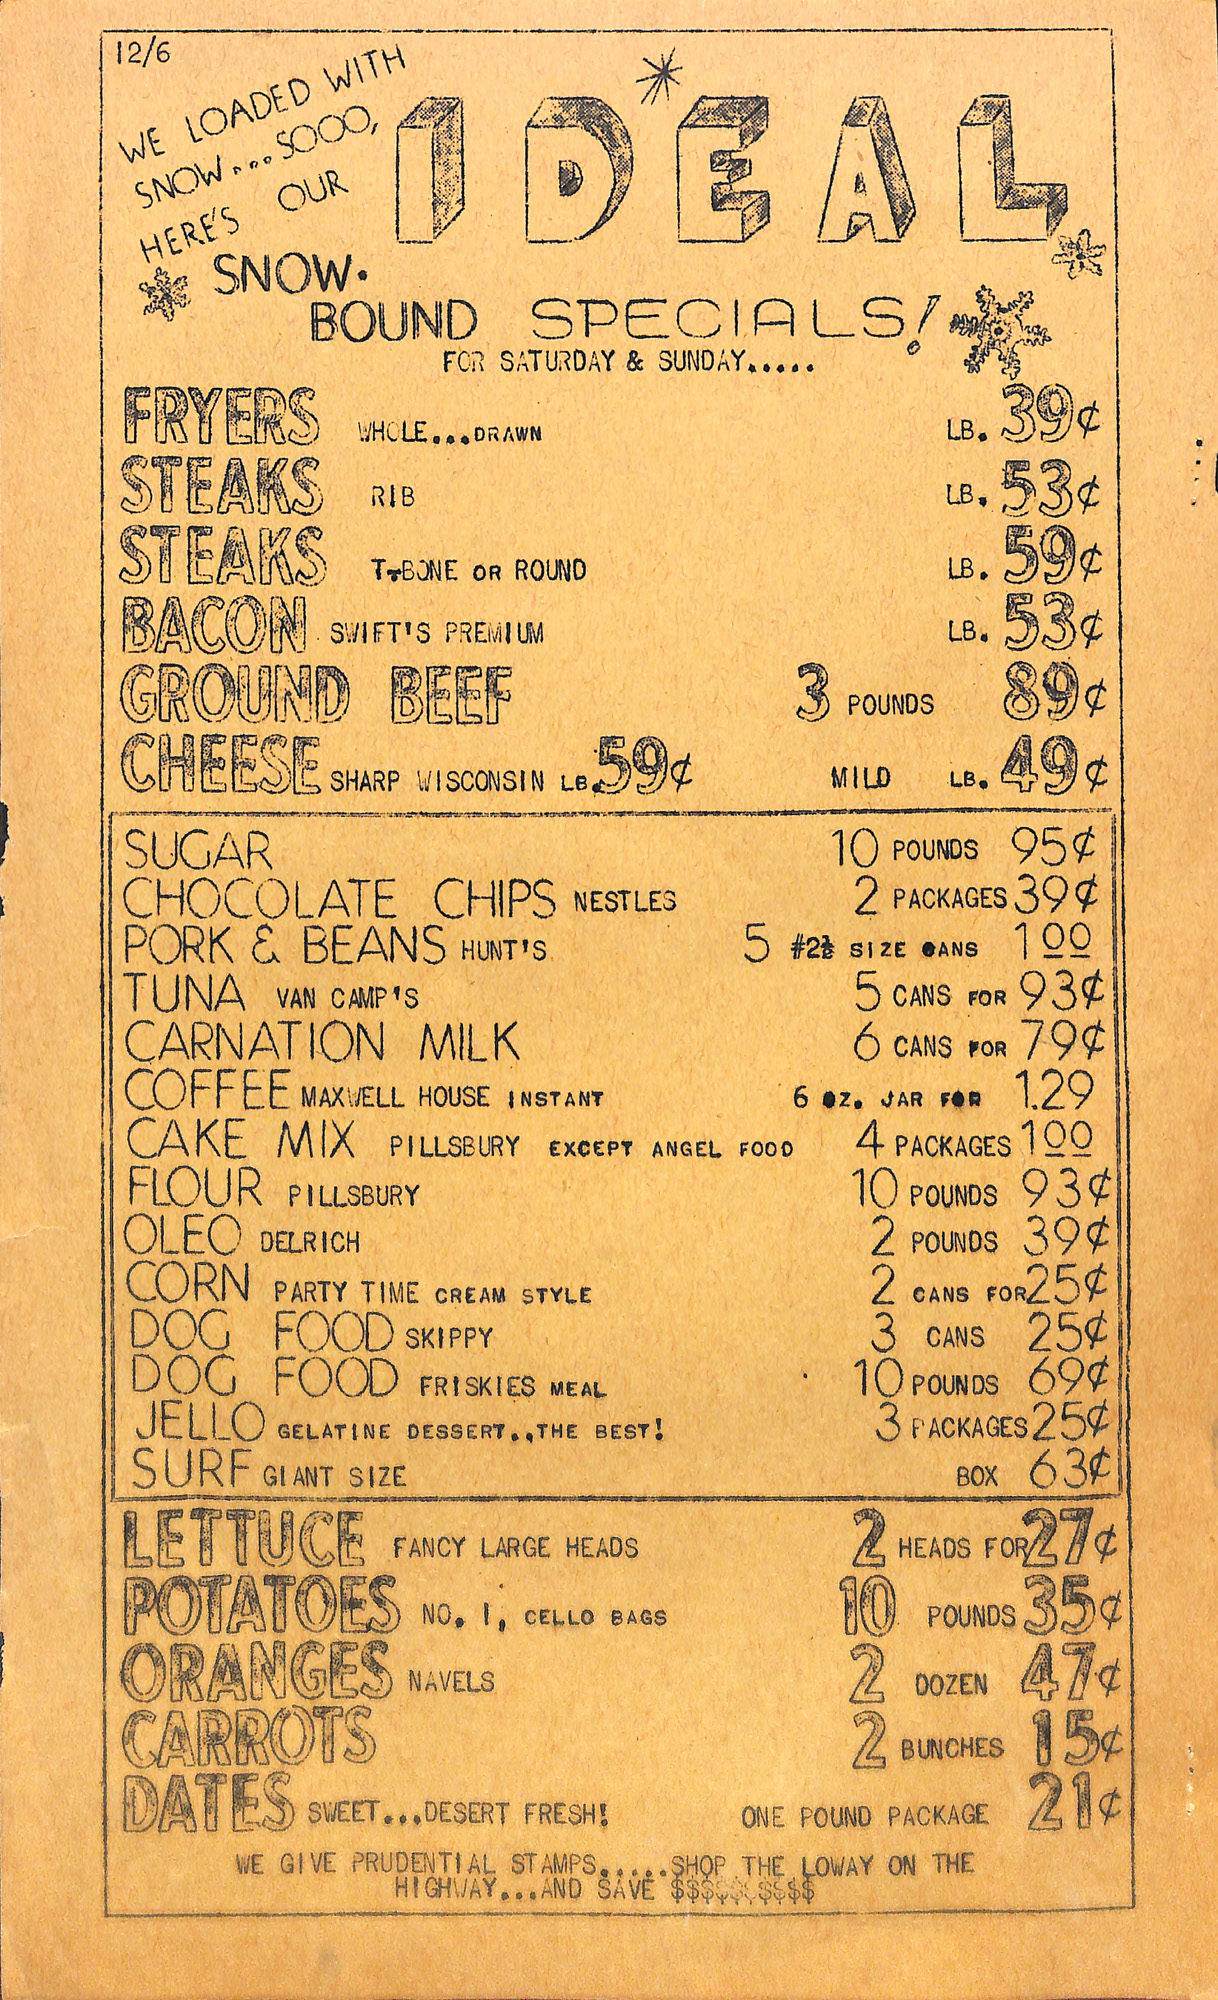 12/6
WE LOADED WITH
SNOW...SOOO,
HERE'S OUR
IDEAL
SNOW·
BOUND SPECIALS!
FOR SATURDAY & SUNDAY.....
FRYERS WHOLE...DRAWN LB. 39¢
STEAKS RIB LB. 53¢
STEAKS T-BONE OR ROUND LB. 59¢
BACON SWIFT'S PREMIUM LB. 53¢
GROUND BEEF 3 POUNDS 89¢
CHEESE SHARP WISCONSIN LB. 59¢ MILD LB. 49¢
SUGAR 10 POUNDS 95¢
CHOCOLATE CHIPS NESTLES 2 PACKAGES 39¢
PORK & BEANS HUNT'S 5 #2½ SIZE CANS 1 00
TUNA VAN CAMP'S 5 CANS FOR 93¢
CARNATION MILK 6 CANS FOR 79¢
COFFEE MAXWELL HOUSE INSTANT 6 OZ. JAR FOR 1.29
CAKE MIX PILLSBURY EXCEPT ANGEL FOOD 4 PACKAGES 1 00
FLOUR PILLSBURY 10 POUNDS 93¢
OLEO DELRICH 2 POUNDS 39¢
CORN PARTY TIME CREAM STYLE 2 CANS FOR 25¢
DOG FOOD SKIPPY 3 CANS 25¢
DOG FOOD FRISKIES MEAL 10 POUNDS 69¢
JELLO GELATINE DESSERT..THE BEST! 3 PACKAGES 25¢
SURF GIANT SIZE BOX 63¢
LETTUCE FANCY LARGE HEADS 2 HEADS FOR 27¢
POTATOES NO. 1, CELLO BAGS 10 POUNDS 35¢
ORANGES NAVELS 2 DOZEN 47¢
CARROTS 2 BUNCHES 15¢
DATES SWEET...DESERT FRESH! ONE POUND PACKAGE 21¢
WE GIVE PRUDENTIAL STAMPS.....SHOP THE LOWAY ON THE
HIGHWAY...AND SAVE $$$$$$$$$$